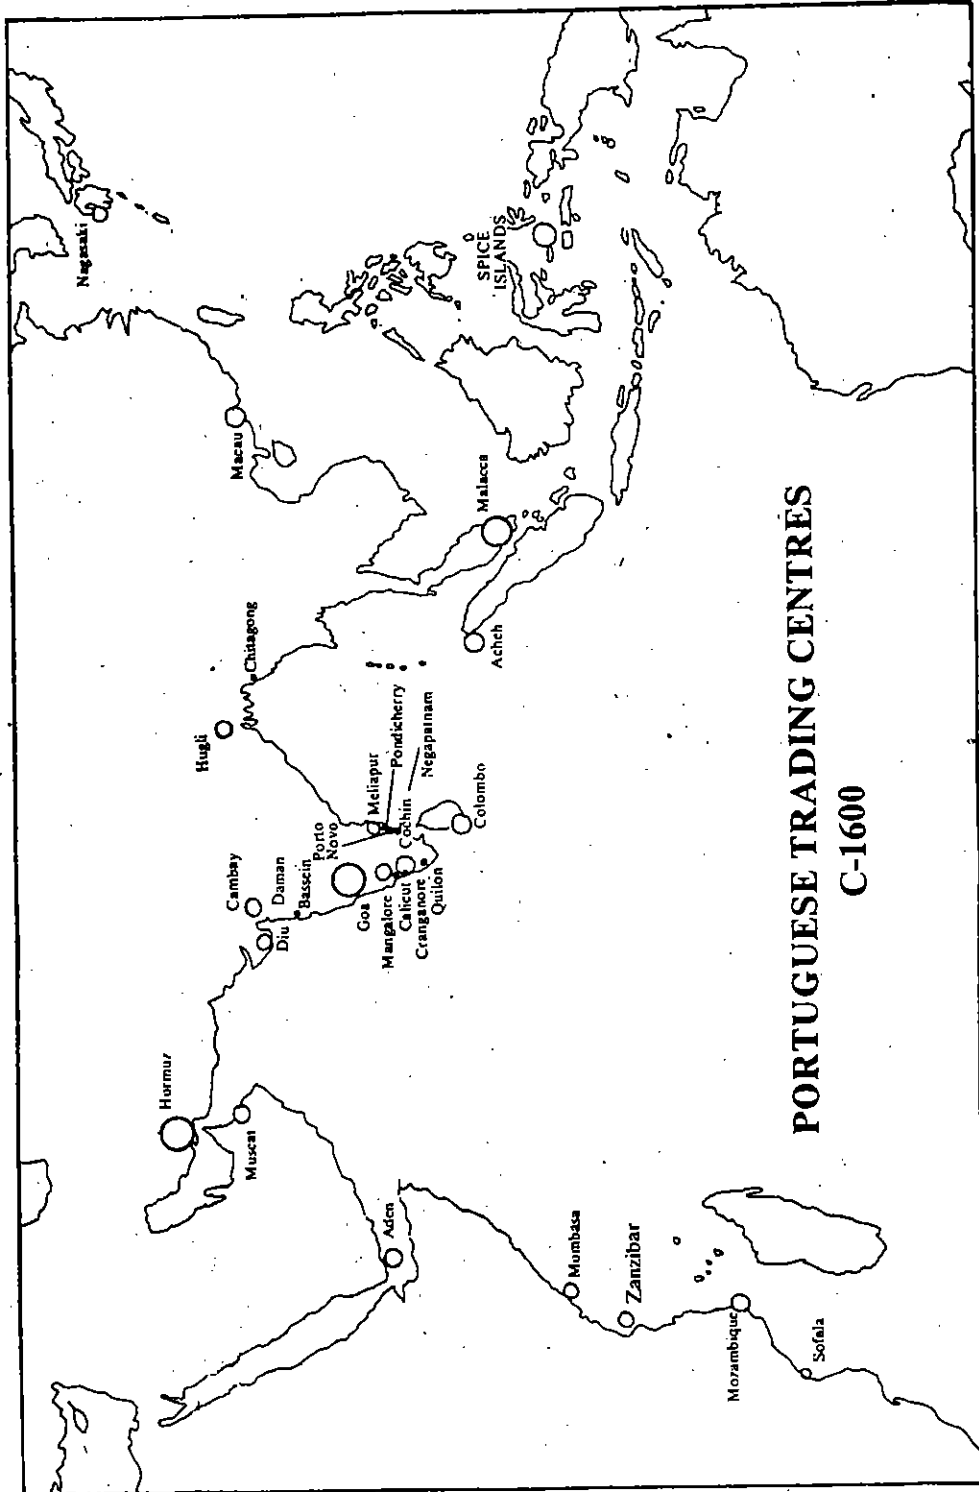 PORTUGUESE TRADING CENTRES
C-1600
Nagasaki
Macau
SPICE
ISLANDS
Malacca
Acheh
Chittagong
Hugli
Meliapur
Pondicherry
Negapatnam
Porto
Novo
Cochin
Colombo
Cambay
Daman
Bassein
Diu
Goa
Mangalore
Calicut
Cranganore
Quilon
Hormuz
Muscat
Aden
Mombasa
Zanzibar
Mozambique
Sofala